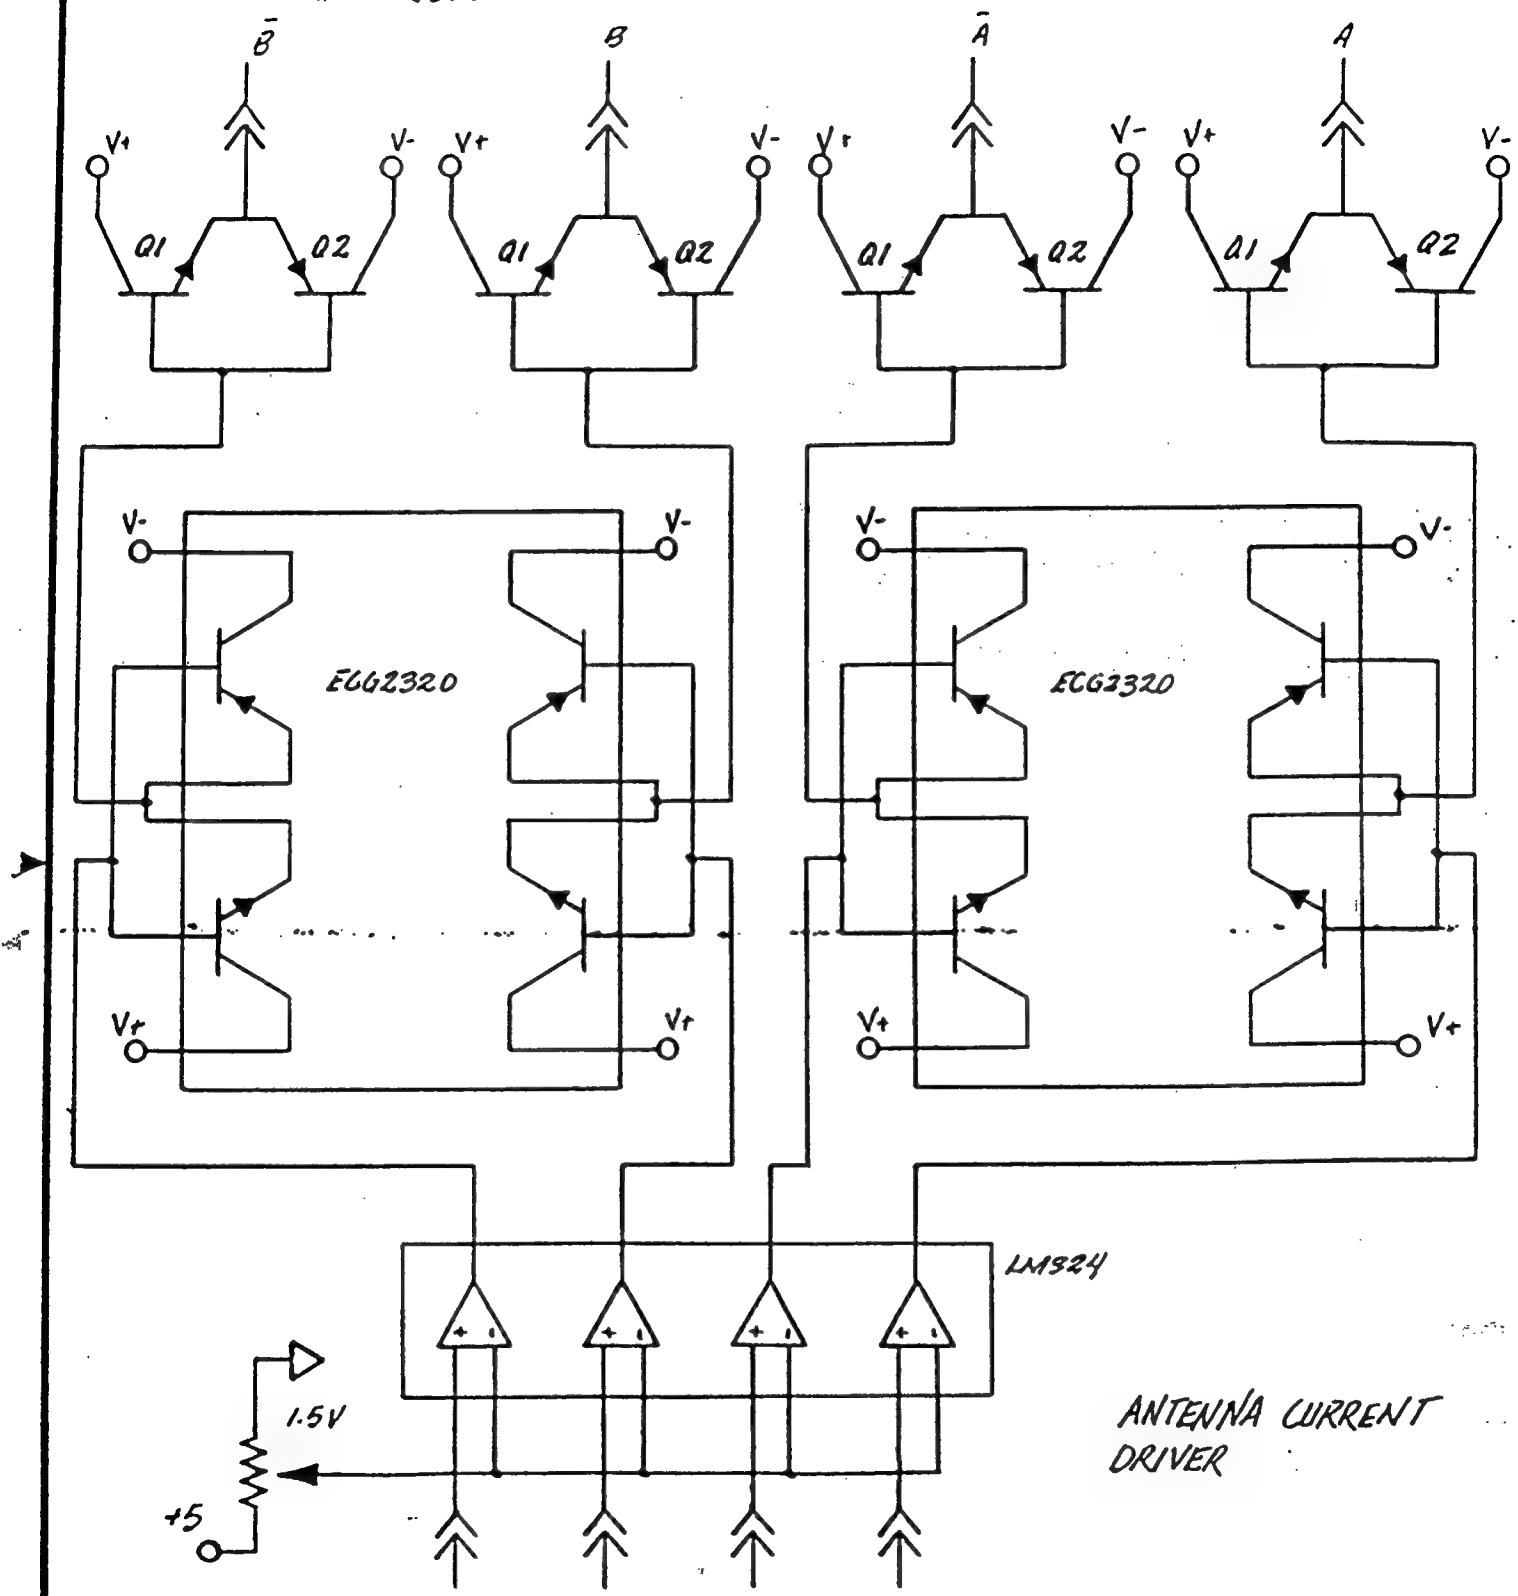 B̄ B Ā A
V+ V- V+ V- V+ V- V+ V-
Q1 Q2 Q1 Q2 Q1 Q2 Q1 Q2
V- V- V- V-
ECG2320 ECG2320
V+ V+ V+ V+
LM324
+ - + - + - + -
1.5V
+5
ANTENNA CURRENT
DRIVER